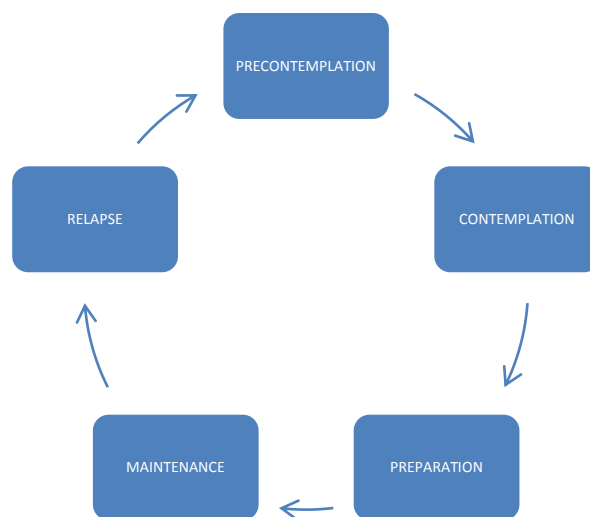 PRECONTEMPLATION
CONTEMPLATION
PREPARATION
MAINTENANCE
RELAPSE